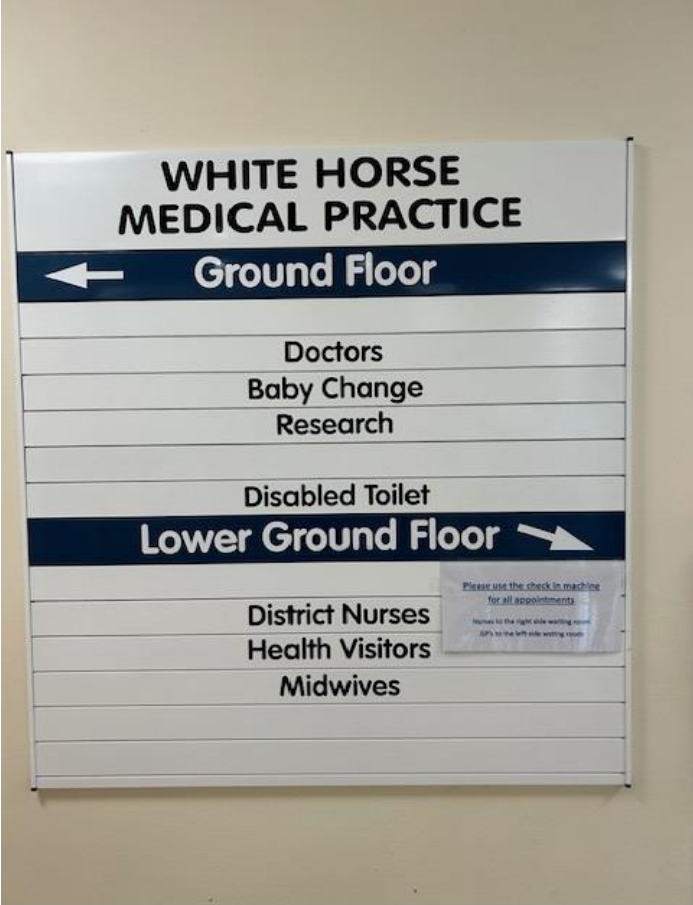 WHITE HORSE
MEDICAL PRACTICE
Ground Floor
Doctors
Baby Change
Research
Disabled Toilet
Lower Ground Floor
Please use the check in machine
for all appointments
Nurses to the right side waiting room
GP's to the left side waiting room
District Nurses
Health Visitors
Midwives